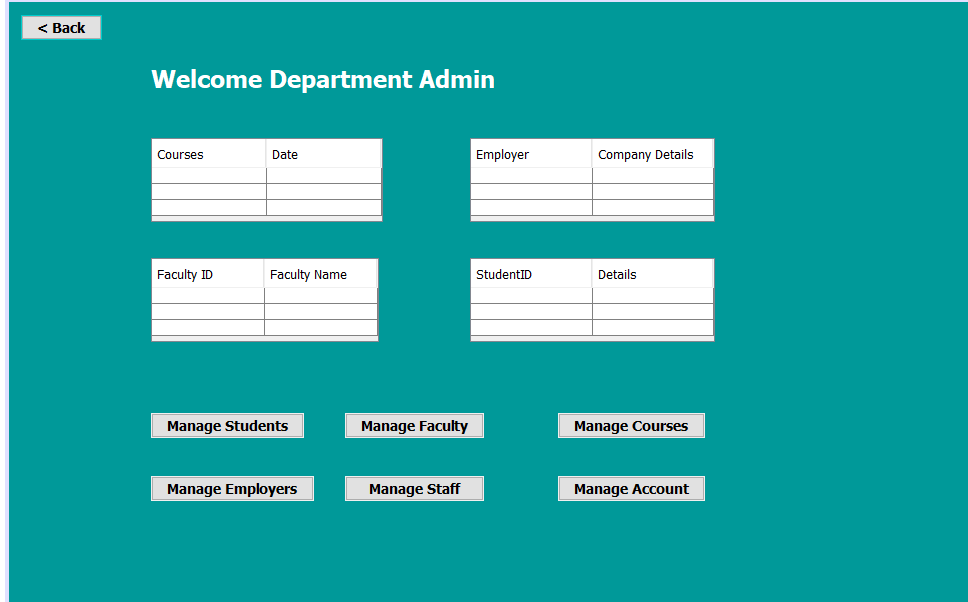 < Back
Welcome Department Admin
Courses Date
Employer Company Details
Faculty ID Faculty Name
StudentID Details
Manage Students Manage Faculty Manage Courses
Manage Employers Manage Staff Manage Account